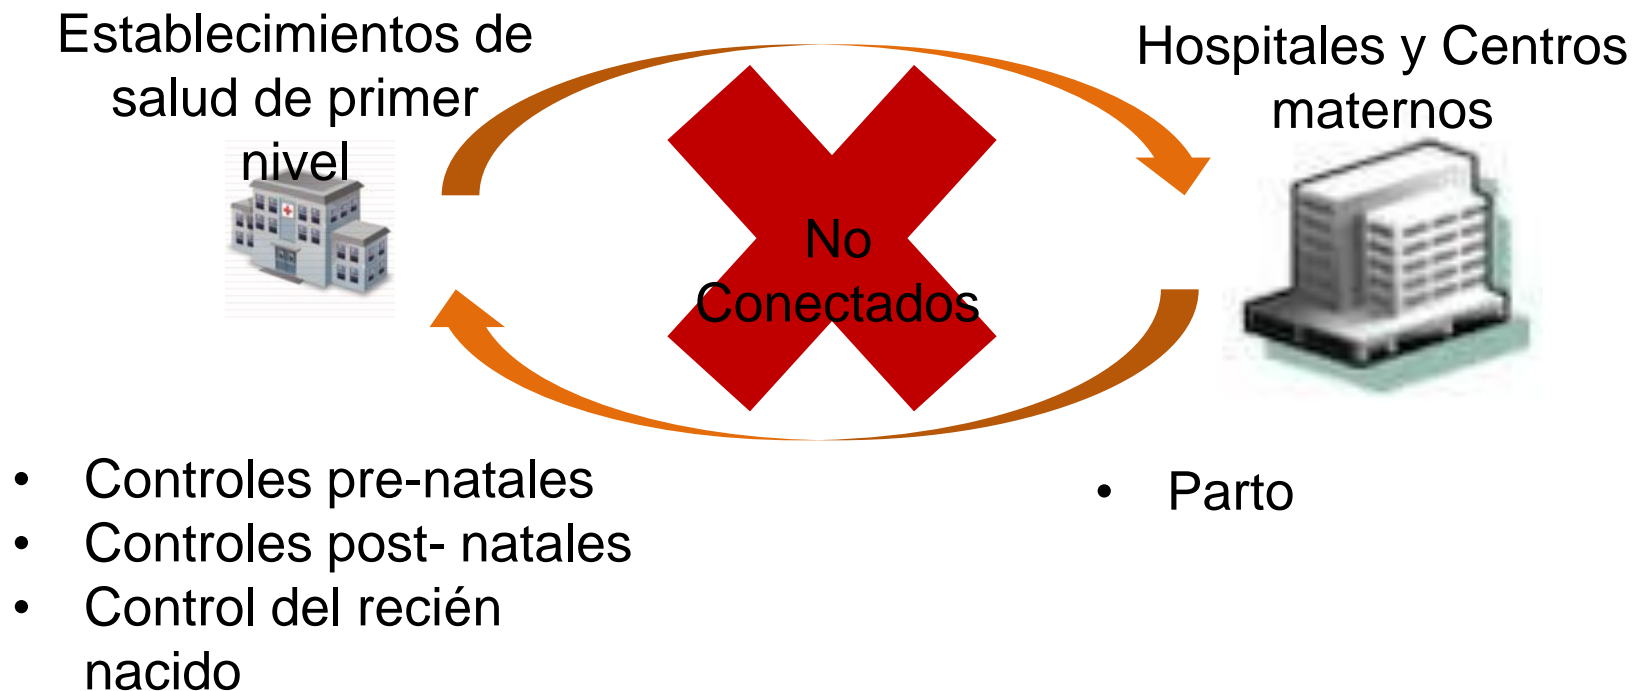 Establecimientos de
salud de primer
nivel
Hospitales y Centros
maternos
No
Conectados
• Controles pre-natales
• Controles post- natales
• Control del recién
nacido
• Parto